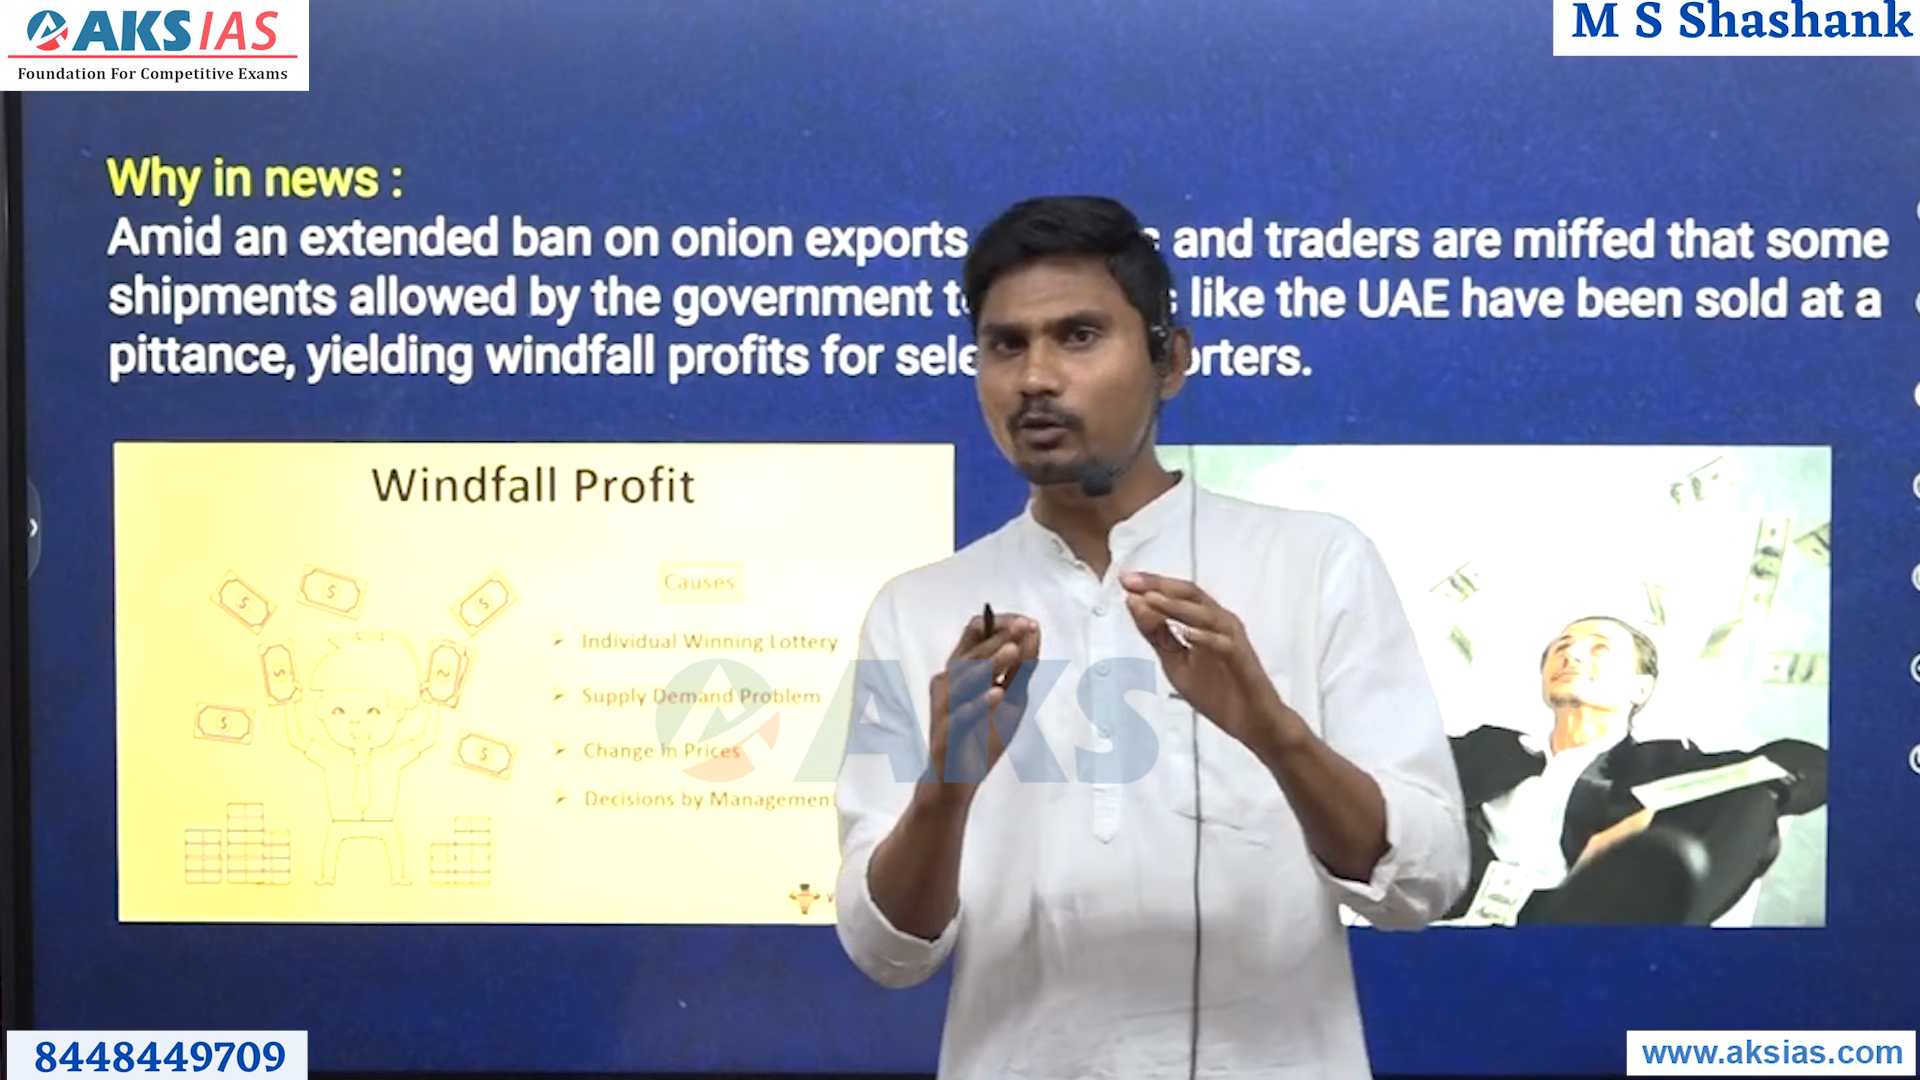 AKS IAS
Foundation For Competitive Exams
M S Shashank
Why in news :
Amid an extended ban on onion exports and traders are miffed that some
shipments allowed by the government like the UAE have been sold at a
pittance, yielding windfall profits for
Windfall Profit
Causes
Individual Winning Lottery
Supply Demand Problem
Change in Prices
Decisions by Management
AKS
8448449709
www.aksias.com